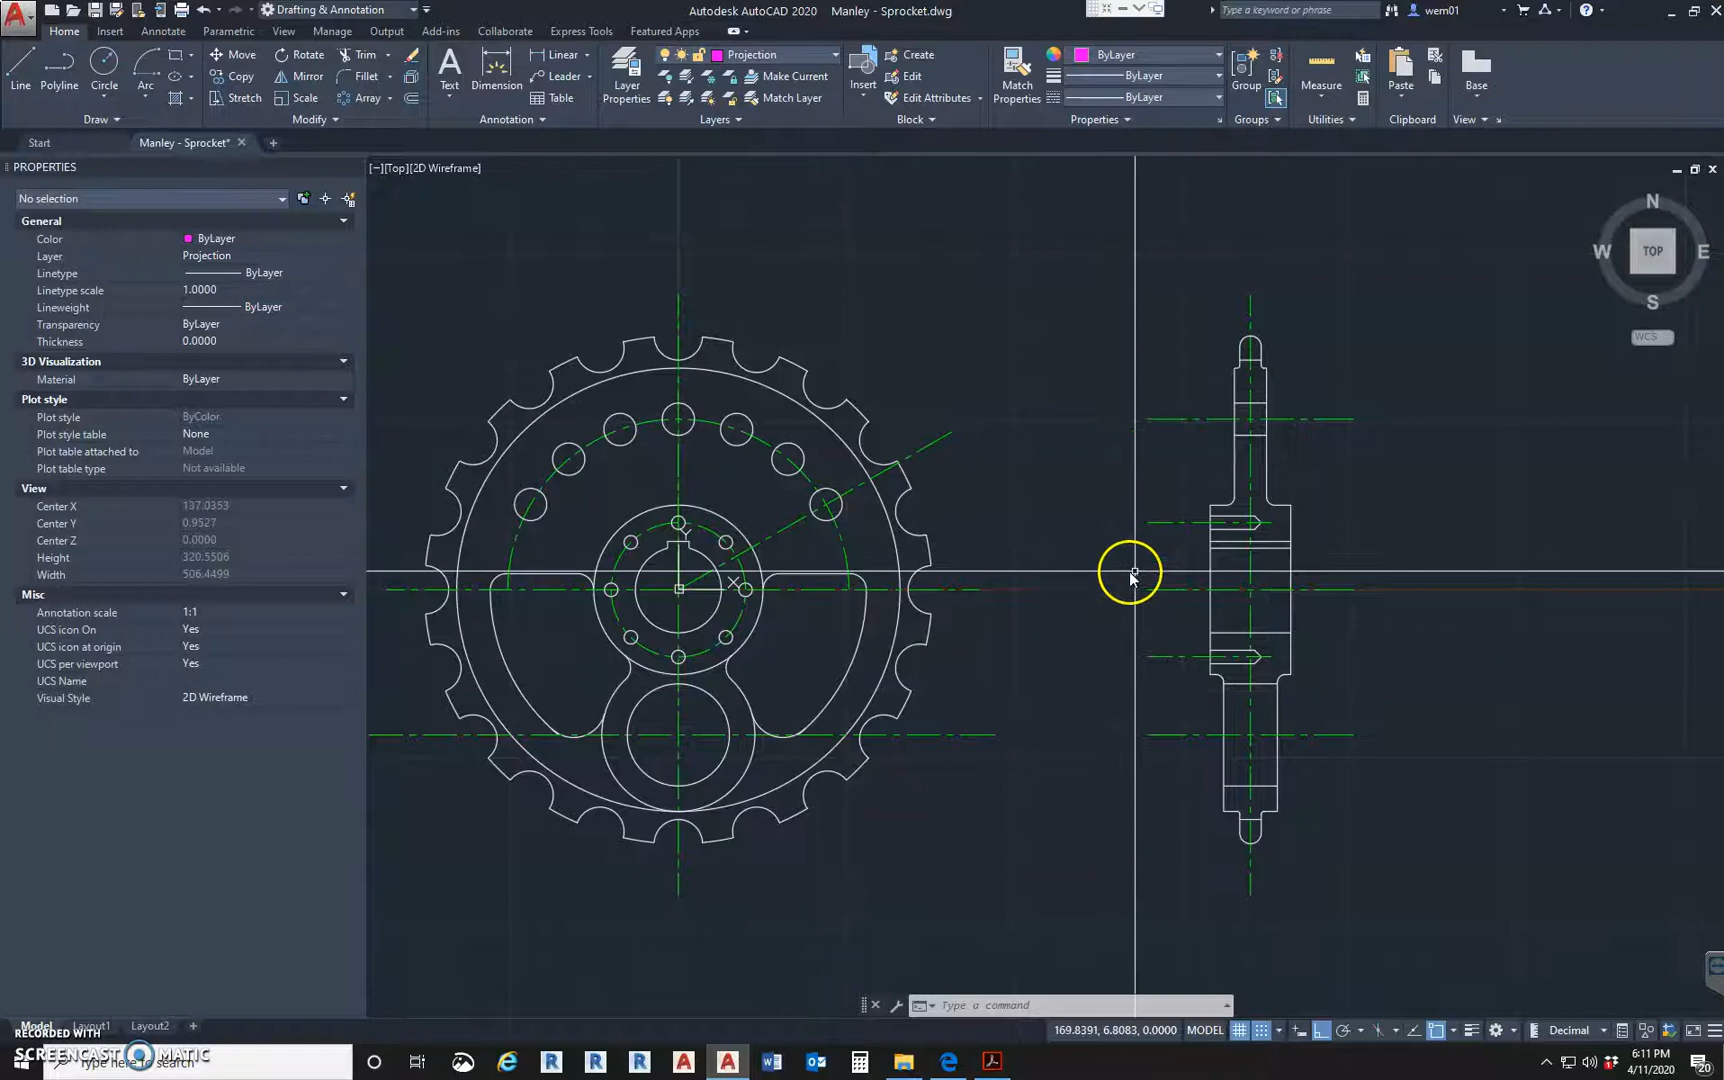 Drafting & Annotation
Autodesk AutoCAD 2020 Manley - Sprocket.dwg
Type a keyword or phrase
wem01
Home Insert Annotate Parametric View Manage Output Add-ins Collaborate Express Tools Featured Apps
Line Polyline Circle Arc
Move Rotate Trim
Copy Mirror Fillet
Stretch Scale Array
Text Dimension
Linear
Leader
Table
Layer Properties
Projection
Make Current
Match Layer
Insert
Create
Edit
Edit Attributes
Match Properties
ByLayer
ByLayer
ByLayer
Group
Measure
Paste
Base
Draw Modify Annotation Layers Block Properties Groups Utilities Clipboard View
Start Manley - Sprocket*
PROPERTIES
No selection
General
Color ByLayer
Layer Projection
Linetype ByLayer
Linetype scale 1.0000
Lineweight ByLayer
Transparency ByLayer
Thickness 0.0000
3D Visualization
Material ByLayer
Plot style
Plot style ByColor
Plot style table None
Plot table attached to Model
Plot table type Not available
View
Center X 137.0353
Center Y 0.9527
Center Z 0.0000
Height 320.5506
Width 506.4499
Misc
Annotation scale 1:1
UCS icon On Yes
UCS icon at origin Yes
UCS per viewport Yes
UCS Name
Visual Style 2D Wireframe
[−][Top][2D Wireframe]
N
W TOP E
S
WCS
Y
X
Type a command
Model Layout1 Layout2
169.8391, 6.8083, 0.0000 MODEL
Decimal
RECORDED WITH
SCREENCAST MATIC
Type here to search
6:11 PM
4/11/2020
20